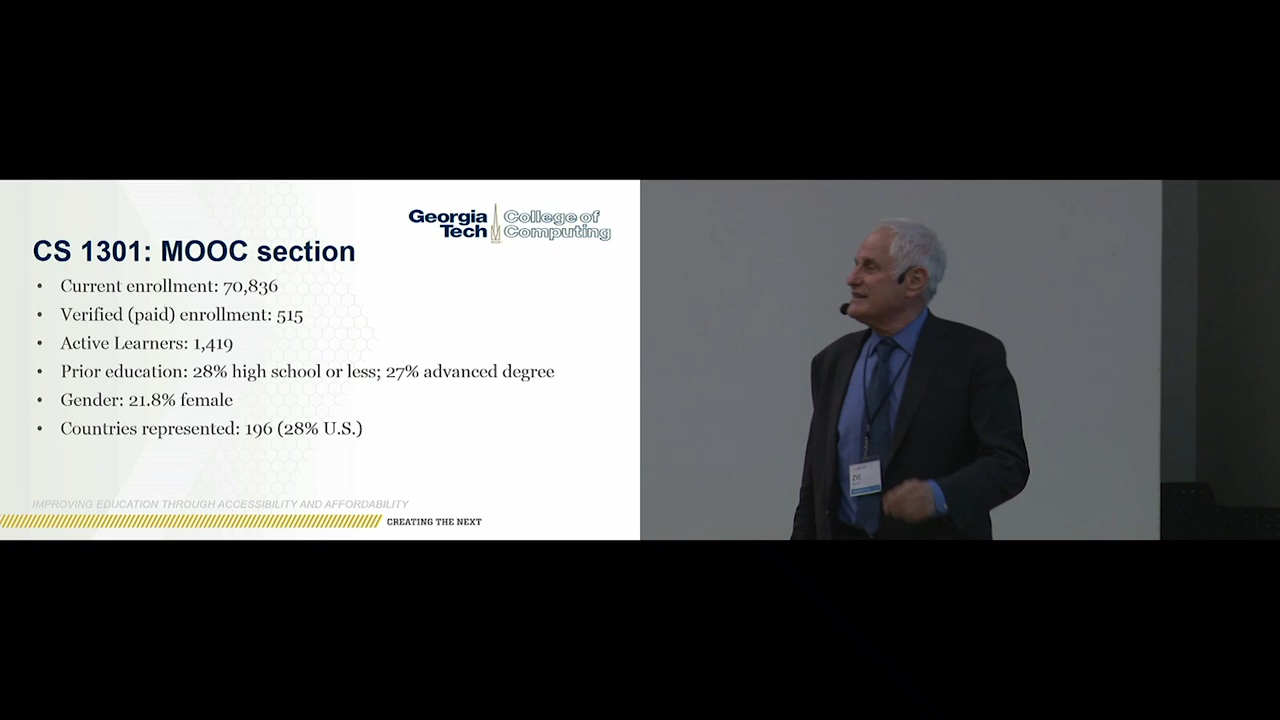 Georgia Tech College of Computing
CS 1301: MOOC section
• Current enrollment: 70,836
• Verified (paid) enrollment: 515
• Active Learners: 1,419
• Prior education: 28% high school or less; 27% advanced degree
• Gender: 21.8% female
• Countries represented: 196 (28% U.S.)
IMPROVING EDUCATION THROUGH ACCESSIBILITY AND AFFORDABILITY
CREATING THE NEXT
ZVI